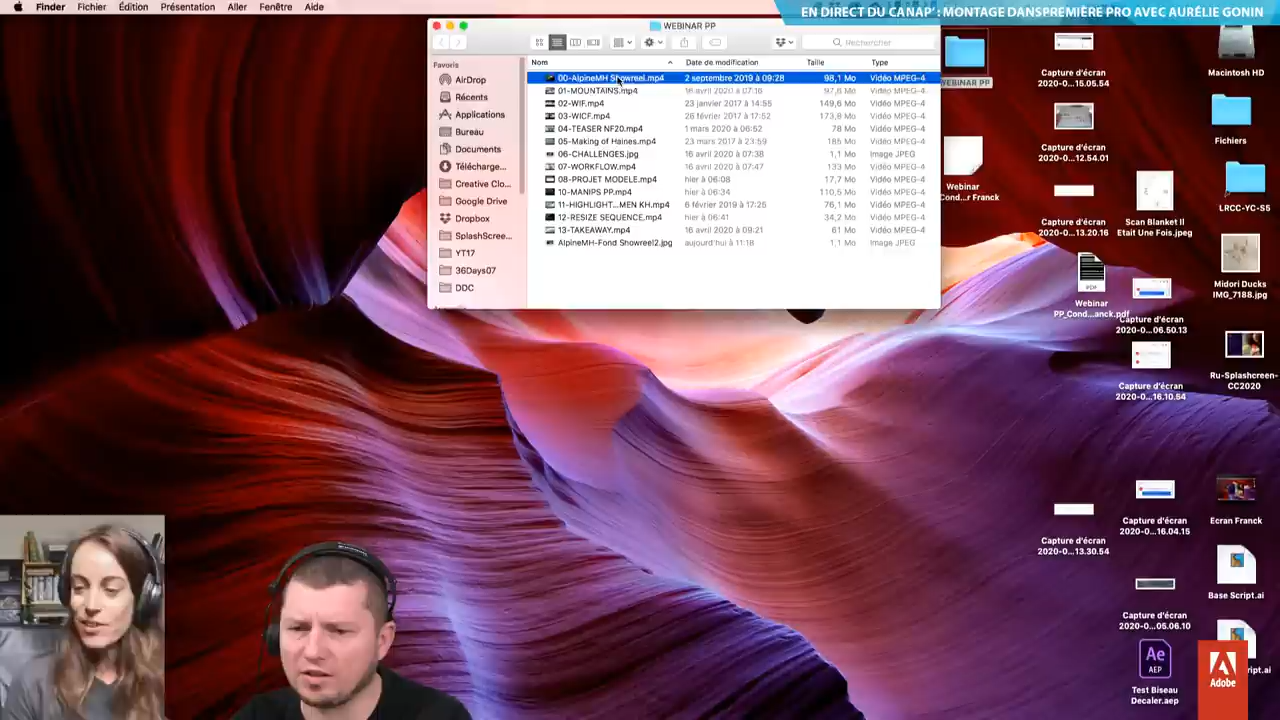 Finder Fichier Édition Présentation Aller Fenêtre Aide
EN DIRECT DU CANAP' : MONTAGE DANSPREMIÈRE PRO AVEC AURÉLIE GONIN
WEBINAR PP
Rechercher
Favoris
AirDrop
Récents
Applications
Bureau
Documents
Télécharge...
Creative Clo...
Google Drive
Dropbox
SplashScree...
YT17
36Days07
DDC
Nom Date de modification Taille Type
00-AlpineMH Showreel.mp4 2 septembre 2019 à 09:28 98,1 Mo Vidéo MPEG-4
01-MOUNTAINS.mp4 16 avril 2020 à 07:16 97,6 Mo Vidéo MPEG-4
02-WIF.mp4 23 janvier 2017 à 14:55 149,6 Mo Vidéo MPEG-4
03-WICF.mp4 26 février 2017 à 17:52 173,8 Mo Vidéo MPEG-4
04-TEASER NF20.mp4 1 mars 2020 à 06:52 78 Mo Vidéo MPEG-4
05-Making of Haines.mp4 23 mars 2017 à 23:59 185 Mo Vidéo MPEG-4
06-CHALLENGES.jpg 16 avril 2020 à 07:38 1,1 Mo Image JPEG
07-WORKFLOW.mp4 16 avril 2020 à 07:47 133 Mo Vidéo MPEG-4
08-PROJET MODELE.mp4 hier à 06:08 17,7 Mo Vidéo MPEG-4
10-MANIPS PP.mp4 hier à 06:34 110,5 Mo Vidéo MPEG-4
11-HIGHLIGHT...MEN KH.mp4 6 février 2019 à 17:25 76,1 Mo Vidéo MPEG-4
12-RESIZE SEQUENCE.mp4 hier à 06:41 34,2 Mo Vidéo MPEG-4
13-TAKEAWAY.mp4 16 avril 2020 à 09:21 61 Mo Vidéo MPEG-4
AlpineMH-Fond Showreel2.jpg aujourd'hui à 11:18 1,1 Mo Image JPEG
WEBINAR PP
Capture d'écran
2020-0...15.05.54
Macintosh HD
Capture d'écran
2020-0...12.54.01
Fichiers
Webinar
Cond...r Franck
Capture d'écran
2020-0...13.20.16
Scan Blanket Il
Etait Une Fois.jpeg
LRCC-YC-S5
PDF
Webinar
PP_Cond...anck.pdf
Capture d'écran
2020-0...06.50.13
Midori Ducks
IMG_7188.jpg
Capture d'écran
2020-0...16.10.54
Ru-Splashcreen-
CC2020
Capture d'écran
2020-0...13.30.54
Capture d'écran
2020-0...16.04.15
Ecran Franck
Capture d'écran
2020-0...05.06.10
Base Script.ai
Ae
AEP
Test Biseau
Decaler.aep
ipt.ai
Adobe